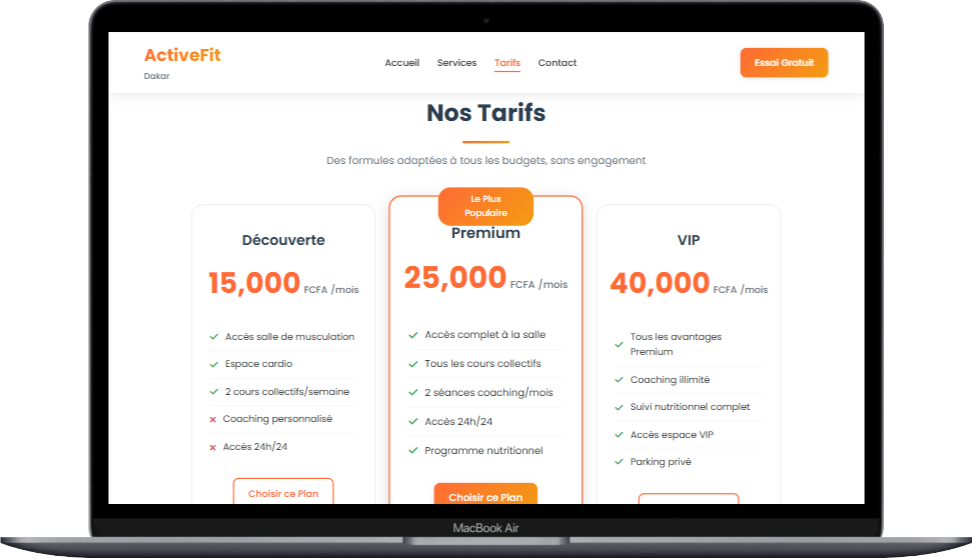 ActiveFit
Dakar
Accueil Services Tarifs Contact
Essai Gratuit
Nos Tarifs
Des formules adaptées à tous les budgets, sans engagement
Découverte
15,000 FCFA /mois
Accès salle de musculation
Espace cardio
2 cours collectifs/semaine
Coaching personnalisé
Accès 24h/24
Choisir ce Plan
Le Plus
Populaire
Premium
25,000 FCFA /mois
Accès complet à la salle
Tous les cours collectifs
2 séances coaching/mois
Accès 24h/24
Programme nutritionnel
Choisir ce Plan
VIP
40,000 FCFA /mois
Tous les avantages
Premium
Coaching illimité
Suivi nutritionnel complet
Accès espace VIP
Parking privé
MacBook Air